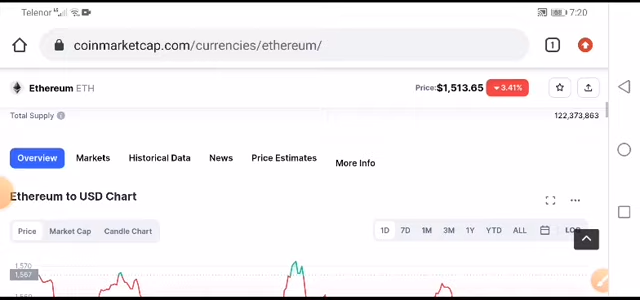 Telenor 7:20
coinmarketcap.com/currencies/ethereum/ 1
Ethereum ETH Price:$1,513.65 3.41%
Total Supply 122,373,863
Overview Markets Historical Data News Price Estimates More Info
Ethereum to USD Chart
Price Market Cap Candle Chart 1D 7D 1M 3M 1Y YTD ALL
1,570
1,567